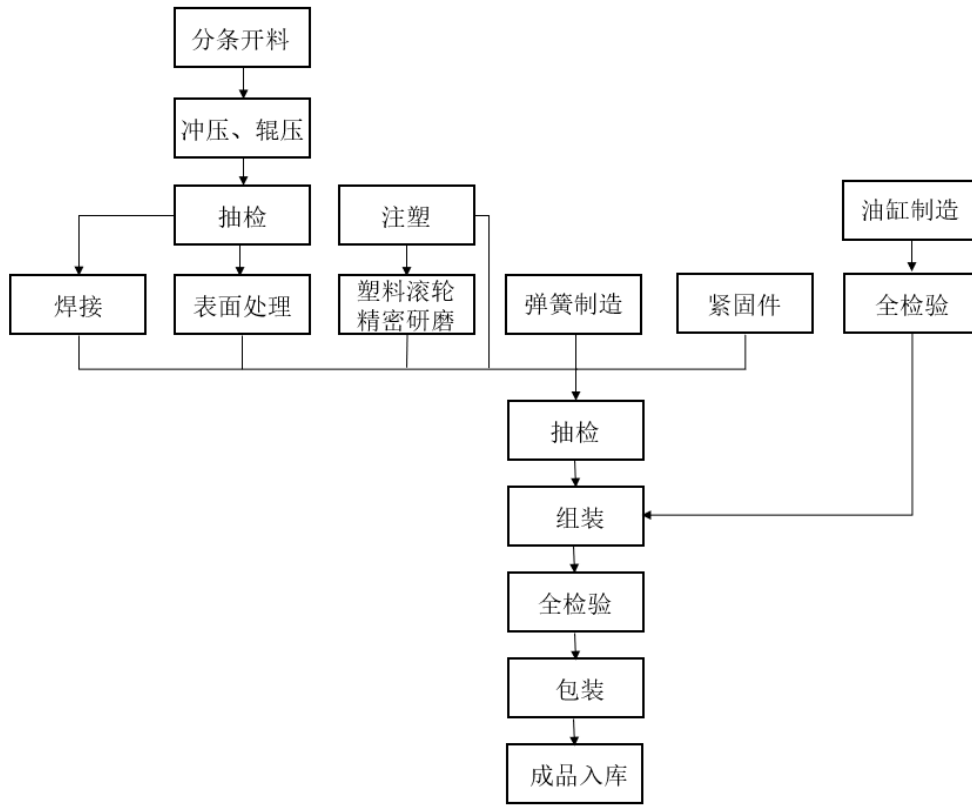 分条开料
冲压、辊压
抽检
注塑
油缸制造
焊接
表面处理
塑料滚轮
精密研磨
弹簧制造
紧固件
全检验
抽检
组装
全检验
包装
成品入库